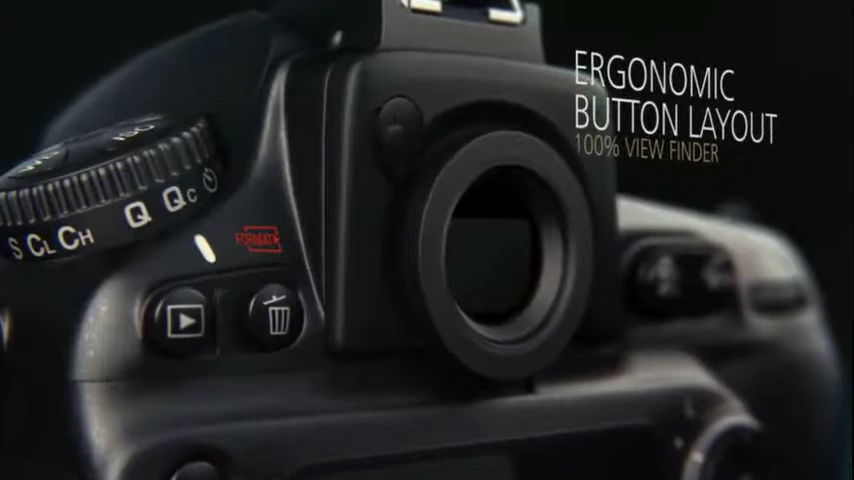 ERGONOMIC
BUTTON LAYOUT
100% VIEW FINDER
S CL CH Q Qc
FORMAT